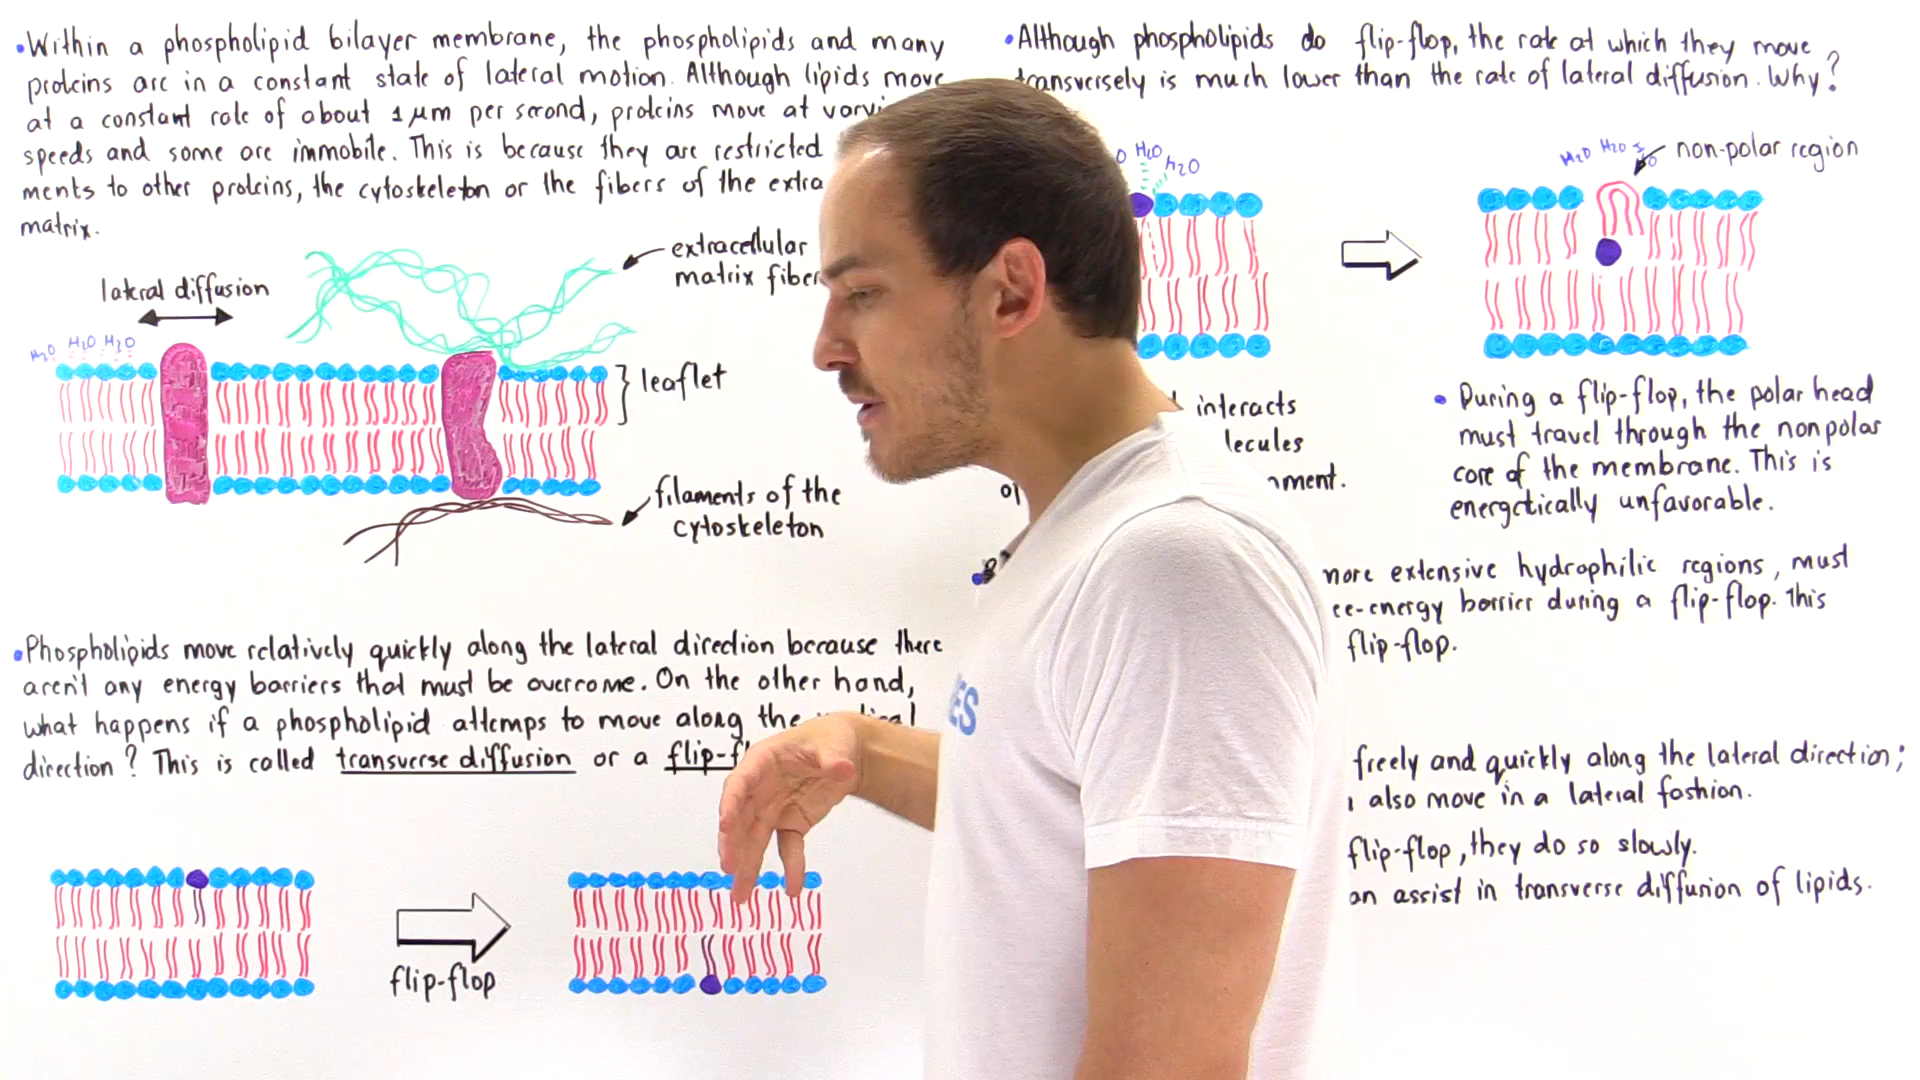 •Within a phospholipid bilayer membrane, the phospholipids and many
proteins are in a constant state of lateral motion. Although lipids move
at a constant rate of about 1 μm per second, proteins move at
speeds and some are immobile. This is because they are restricted
ments to other proteins, the cytoskeleton or the fibers of the extra
matrix.
lateral diffusion
extracellular
matrix fiber
H2O H2O H2O
leaflet
filaments of the
cytoskeleton
•Phospholipids move relatively quickly along the lateral direction because there
aren't any energy barriers that must be overcome. On the other hand,
what happens if a phospholipid attemps to move along the
direction? This is called transverse diffusion or a flip-f
flip-flop
•Although phospholipids do flip-flop, the rate at which they move
transversely is much lower than the rate of lateral diffusion. Why?
O H2O H2O
H2O H2O
non-polar region
interacts
lecules
nment.
• During a flip-flop, the polar head
must travel through the nonpolar
core of the membrane. This is
energetically unfavorable.
more extensive hydrophilic regions, must
ee-energy barrier during a flip-flop. This
flip-flop.
ES
freely and quickly along the lateral direction;
also move in a lateral fashion.
flip-flop, they do so slowly.
an assist in transverse diffusion of lipids.